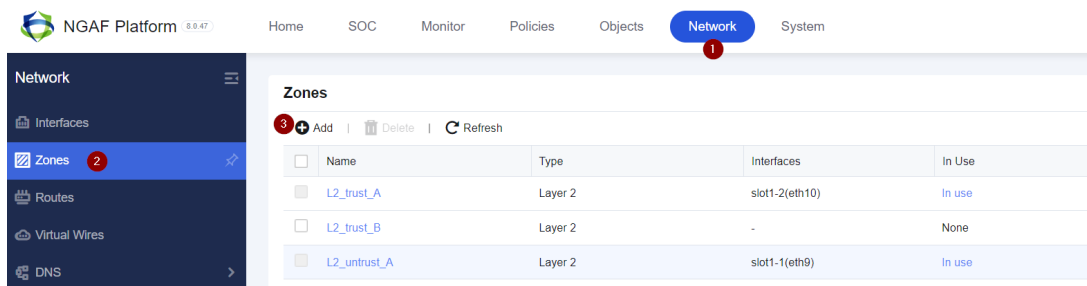 NGAF Platform 8.0.47 Home SOC Monitor Policies Objects Network System
1
Network
Zones
Interfaces
3 Add | Delete | Refresh
Zones 2
Name Type Interfaces In Use
Routes
L2_trust_A Layer 2 slot1-2(eth10) In use
Virtual Wires
L2_trust_B Layer 2 - None
DNS
L2_untrust_A Layer 2 slot1-1(eth9) In use